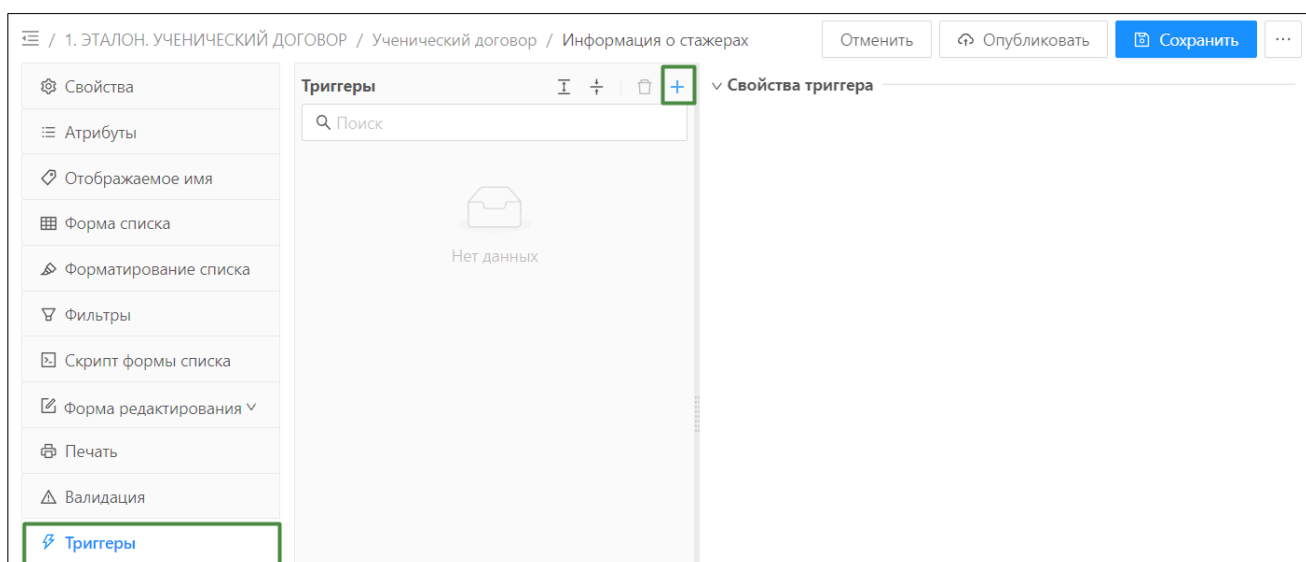 / 1. ЭТАЛОН. УЧЕНИЧЕСКИЙ ДОГОВОР / Ученический договор / Информация о стажерах
Отменить
Опубликовать
Сохранить
Свойства
Атрибуты
Отображаемое имя
Форма списка
Форматирование списка
Фильтры
Скрипт формы списка
Форма редактирования
Печать
Валидация
Триггеры
Триггеры
Поиск
Нет данных
Свойства триггера